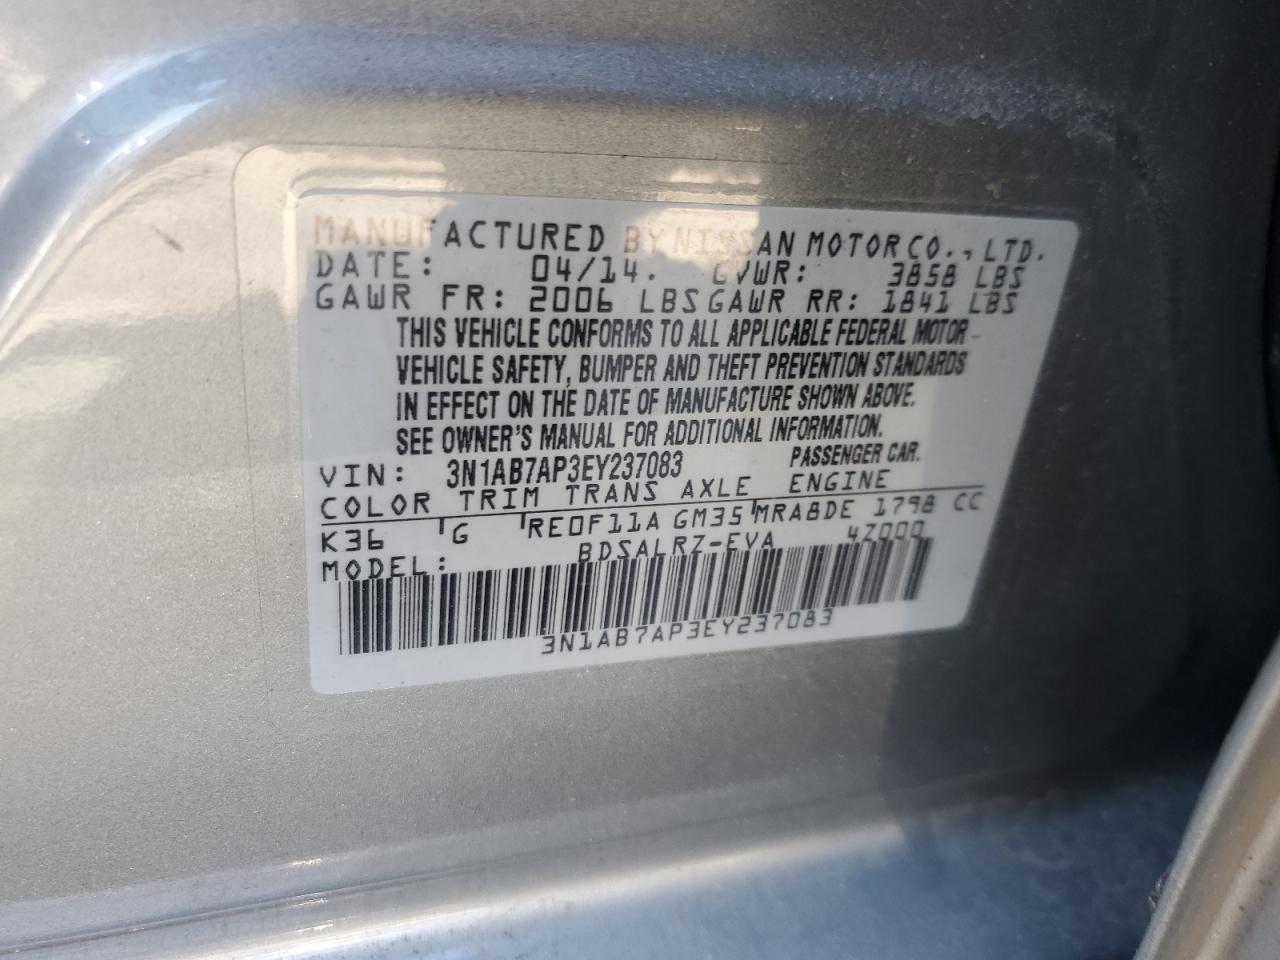 MANUFACTURED BY NISSAN MOTOR CO., LTD.
DATE: 04/14. GVWR: 3858 LBS
GAWR FR: 2006 LBS GAWR RR: 1841 LBS
THIS VEHICLE CONFORMS TO ALL APPLICABLE FEDERAL MOTOR
VEHICLE SAFETY, BUMPER AND THEFT PREVENTION STANDARDS
IN EFFECT ON THE DATE OF MANUFACTURE SHOWN ABOVE.
SEE OWNER'S MANUAL FOR ADDITIONAL INFORMATION.
VIN: 3N1AB7AP3EY237083 PASSENGER CAR.
COLOR TRIM TRANS AXLE ENGINE
K36 G RE0F11A GM35 MRA8DE 1798 CC
MODEL: BDSALRZ-EVA 4Z000
3N1AB7AP3EY237083